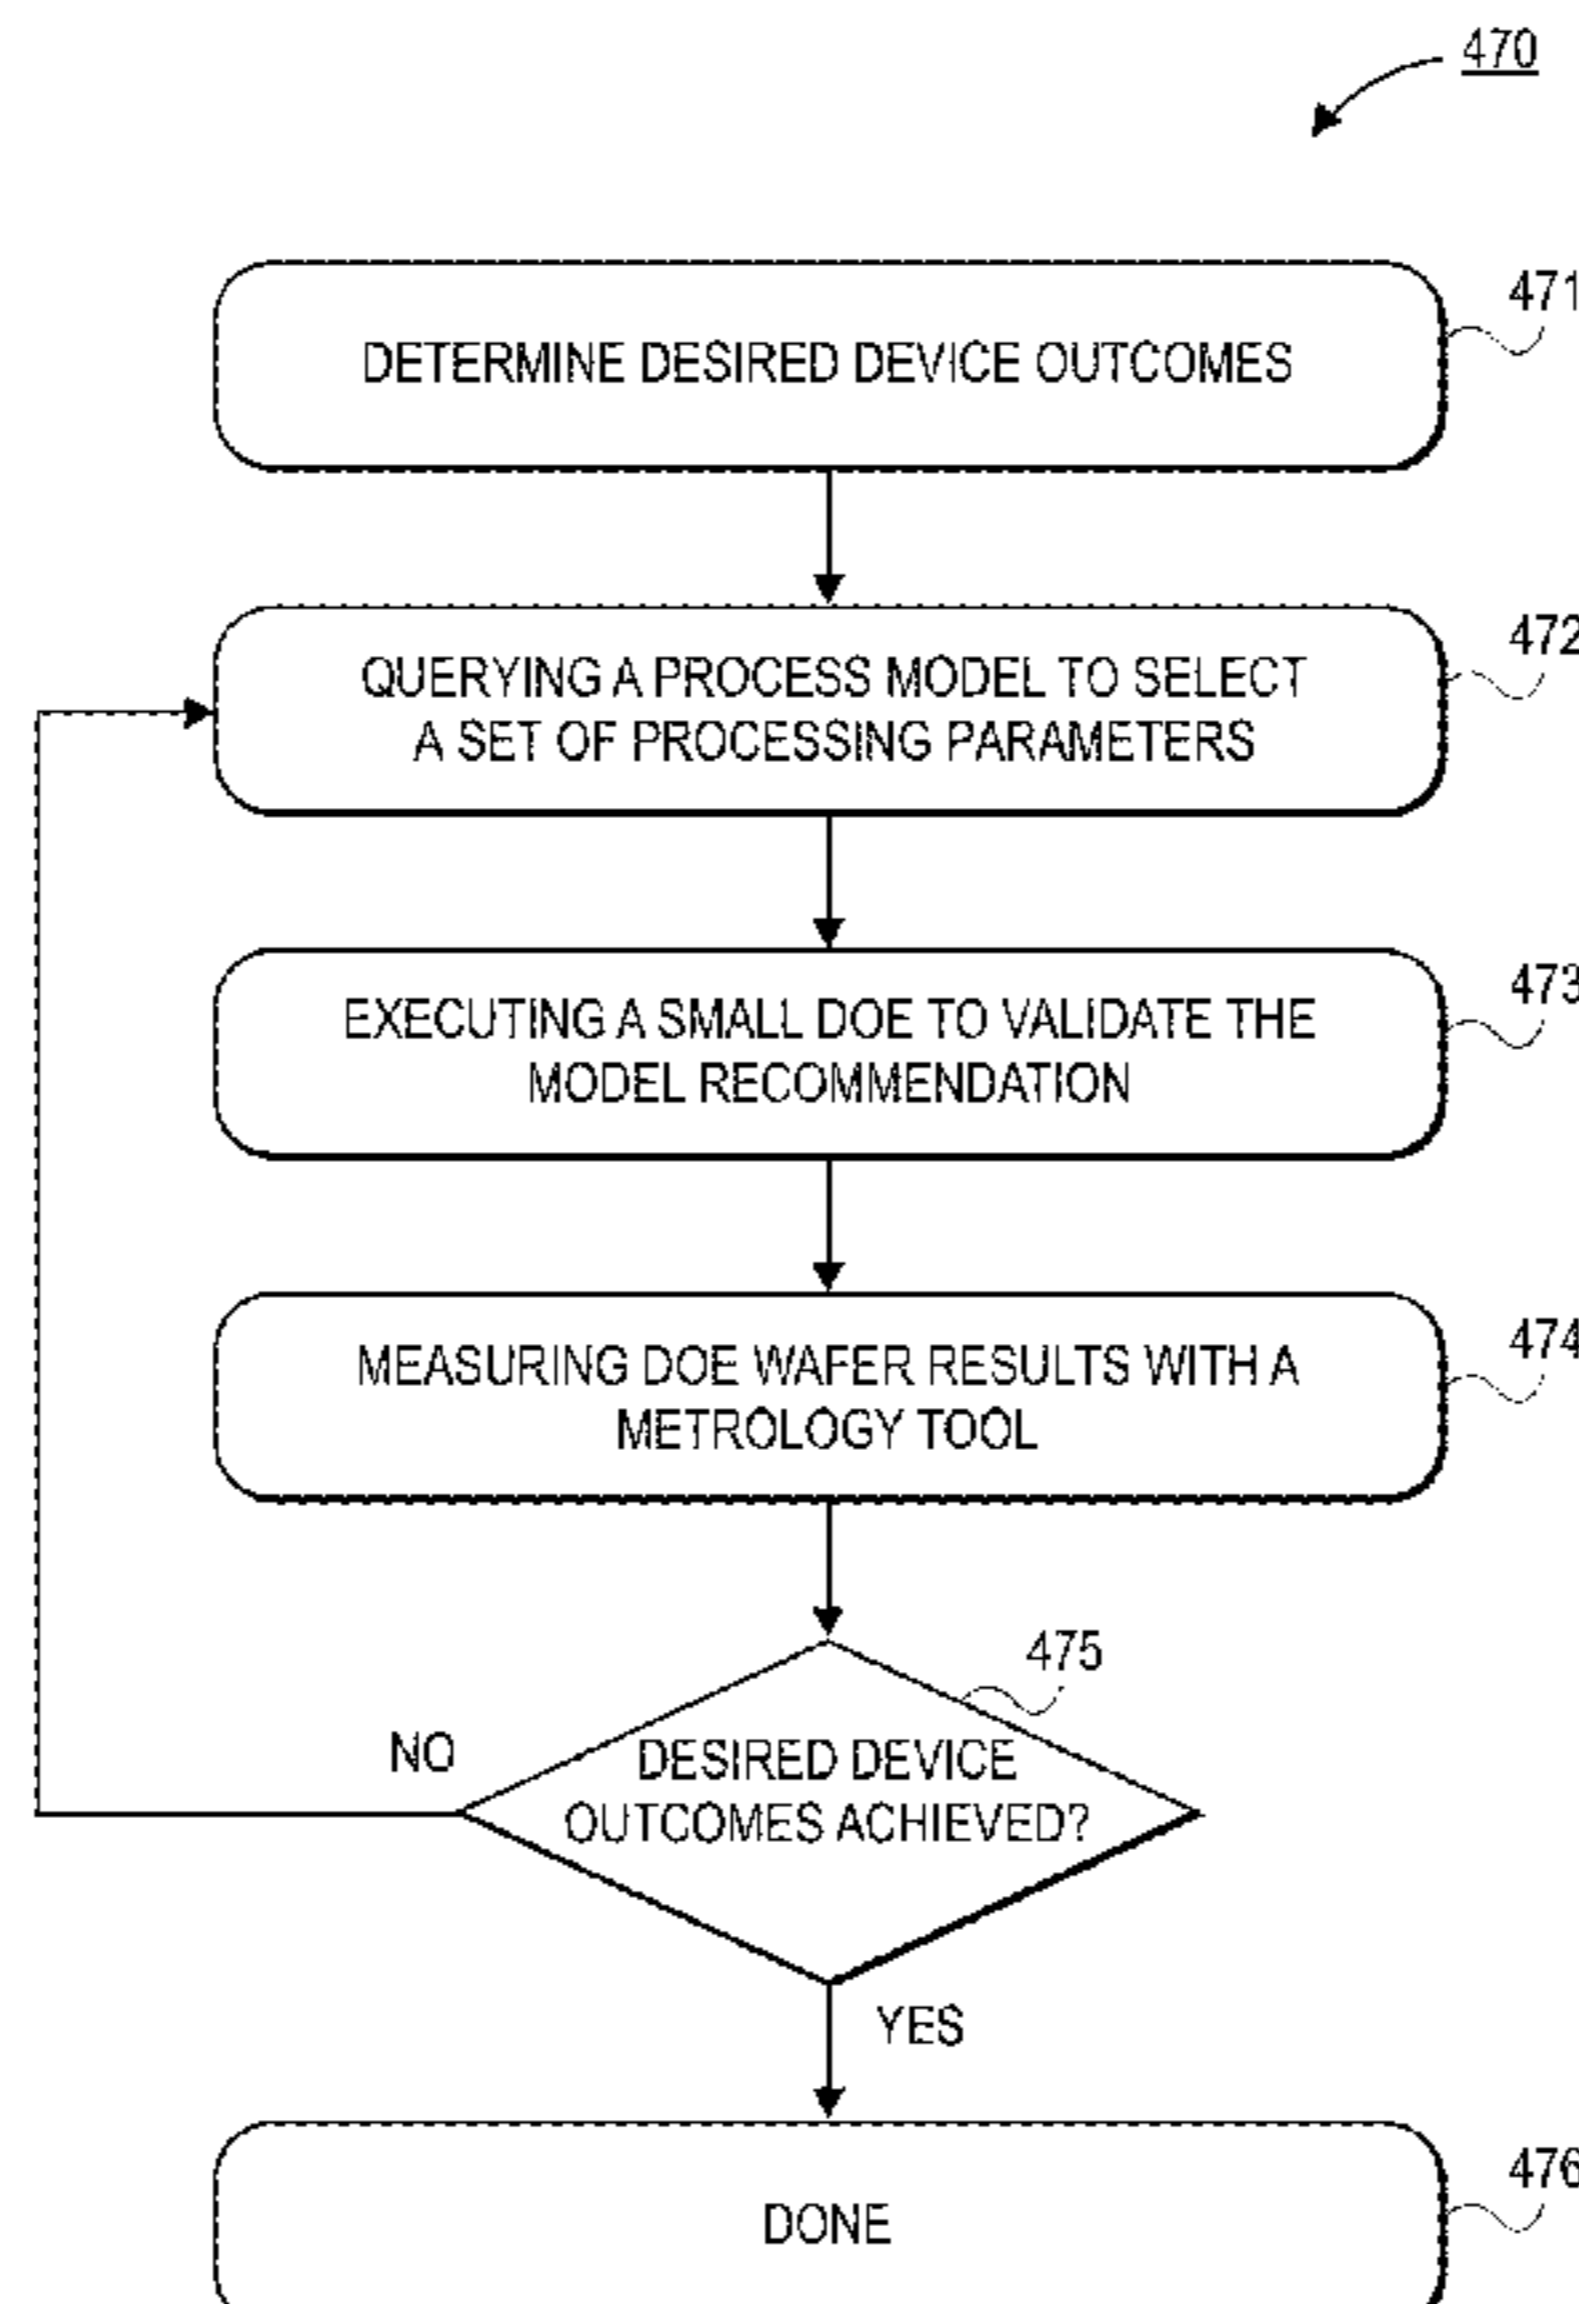 470
471
DETERMINE DESIRED DEVICE OUTCOMES
472
QUERYING A PROCESS MODEL TO SELECT
A SET OF PROCESSING PARAMETERS
473
EXECUTING A SMALL DOE TO VALIDATE THE
MODEL RECOMMENDATION
474
MEASURING DOE WAFER RESULTS WITH A
METROLOGY TOOL
475
NO
DESIRED DEVICE
OUTCOMES ACHIEVED?
YES
476
DONE